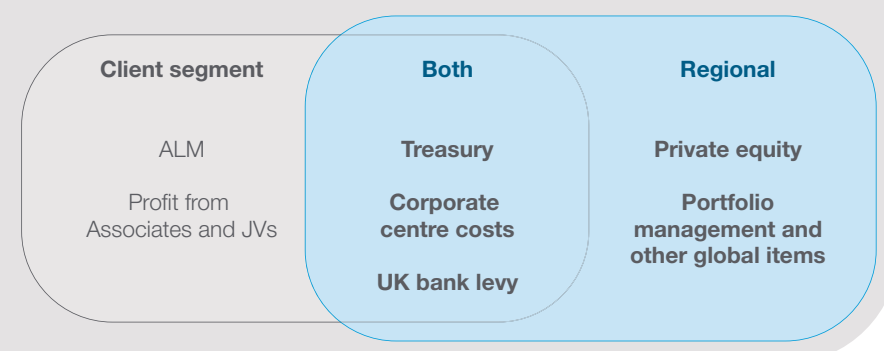 Client segment
ALM
Profit from
Associates and JVs
Both
Treasury
Corporate
centre costs
UK bank levy
Regional
Private equity
Portfolio
management and
other global items